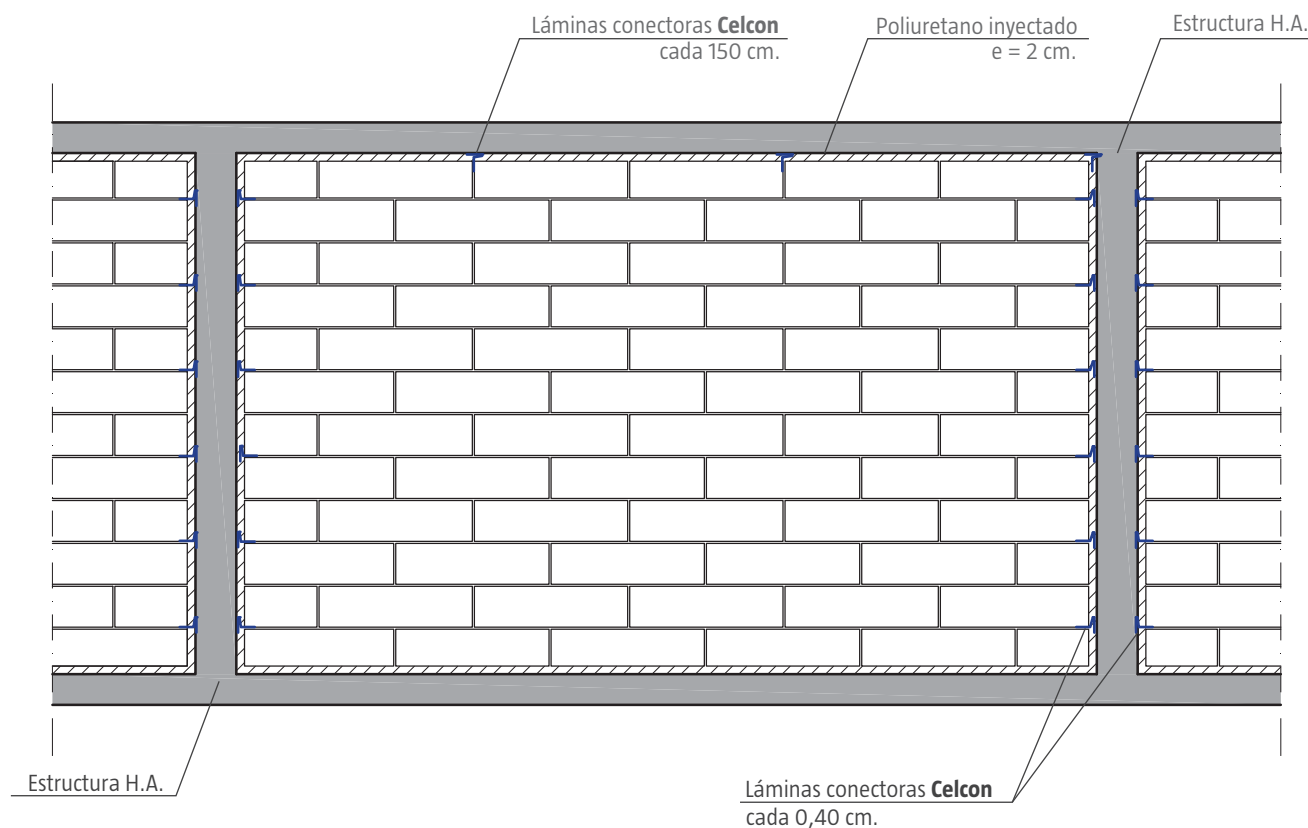 Láminas conectoras Celcon
cada 150 cm.
Poliuretano inyectado
e = 2 cm.
Estructura H.A.
Estructura H.A.
Láminas conectoras Celcon
cada 0,40 cm.